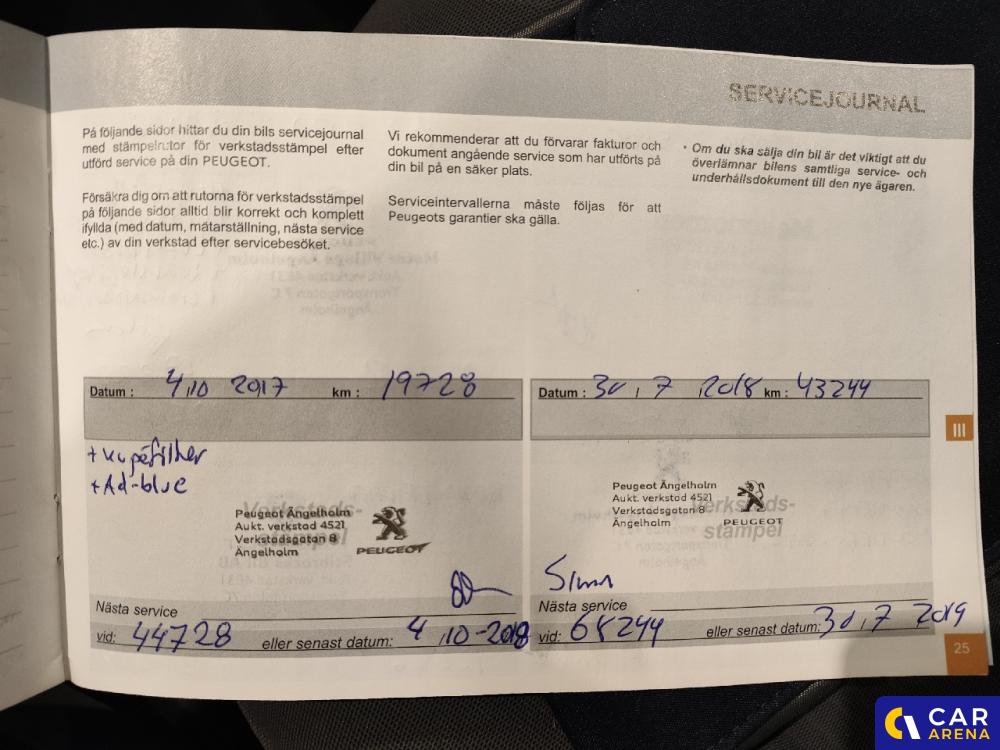 SERVICEJOURNAL
På följande sidor hittar du din bils servicejournal
med stämpelrutor för verkstadsstämpel efter
utförd service på din PEUGEOT.
Försäkra dig om att rutorna för verkstadsstämpel
på följande sidor alltid blir korrekt och komplett
ifyllda (med datum, mätarställning, nästa service
etc.) av din verkstad efter servicebesöket.
Vi rekommenderar att du förvarar fakturor och
dokument angående service som har utförts på
din bil på en säker plats.
Serviceintervallerna måste följas för att
Peugeots garantier ska gälla.
• Om du ska sälja din bil är det viktigt att du
överlämnar bilens samtliga service- och
underhållsdokument till den nye ägaren.
Datum : 4,10 2017 km : 19728
+ Kupéfilter
+ Ad-blue
Verkstads-
stämpel
Peugeot Ängelholm
Aukt. verkstad 4521
Verkstadsgatan 8
Ängelholm
PEUGEOT
Nästa service
vid: 44728 eller senast datum: 4,10-2018
Datum : 30, 7, 2018 km : 43244
Peugeot Ängelholm
Aukt. verkstad 4521
Verkstadsgatan 8
Ängelholm
PEUGEOT
Verkstads-
stämpel
Nästa service
vid: 68244 eller senast datum: 30,7 2019
III
25
CAR
ARENA